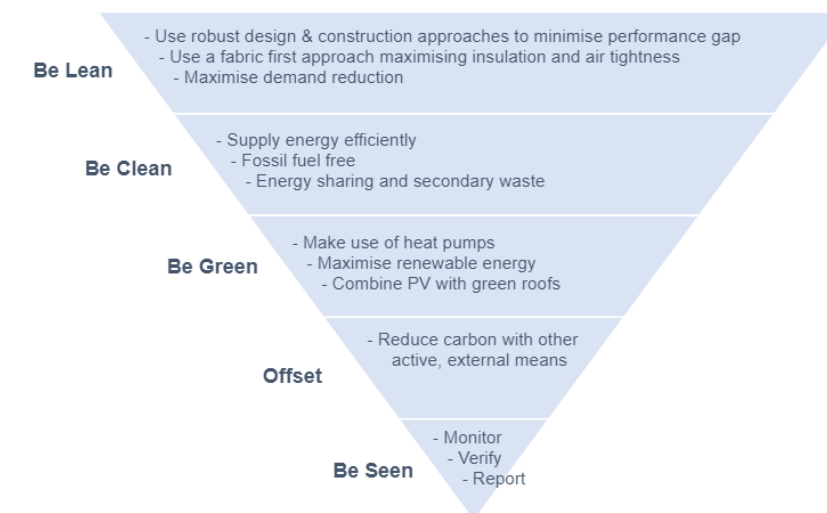 Be Lean
- Use robust design & construction approaches to minimise performance gap
- Use a fabric first approach maximising insulation and air tightness
- Maximise demand reduction
Be Clean
- Supply energy efficiently
- Fossil fuel free
- Energy sharing and secondary waste
Be Green
- Make use of heat pumps
- Maximise renewable energy
- Combine PV with green roofs
Offset
- Reduce carbon with other
active, external means
Be Seen
- Monitor
- Verify
- Report